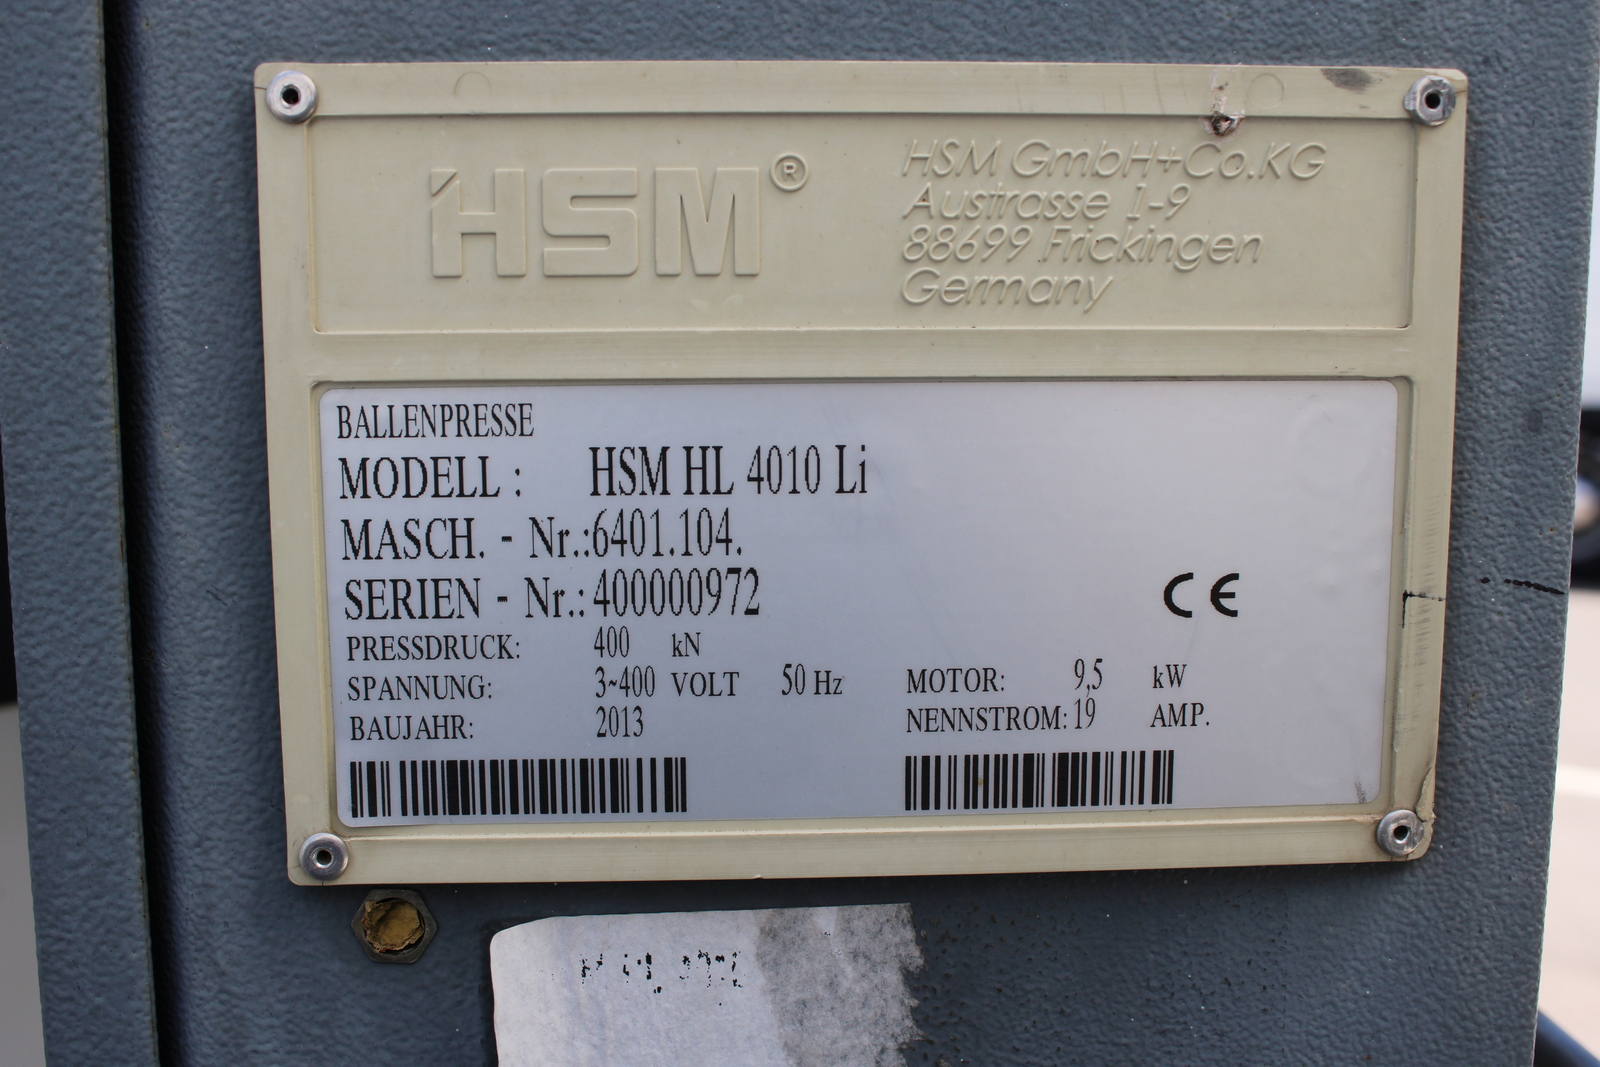 HSM®
HSM GmbH+Co.KG
Austrasse 1-9
88699 Frickingen
Germany
BALLENPRESSE
MODELL : HSM HL 4010 Li
MASCH. - Nr.:6401.104.
SERIEN - Nr.: 400000972
CE
PRESSDRUCK: 400 kN
SPANNUNG: 3~400 VOLT 50 Hz MOTOR: 9,5 kW
BAUJAHR: 2013 NENNSTROM: 19 AMP.